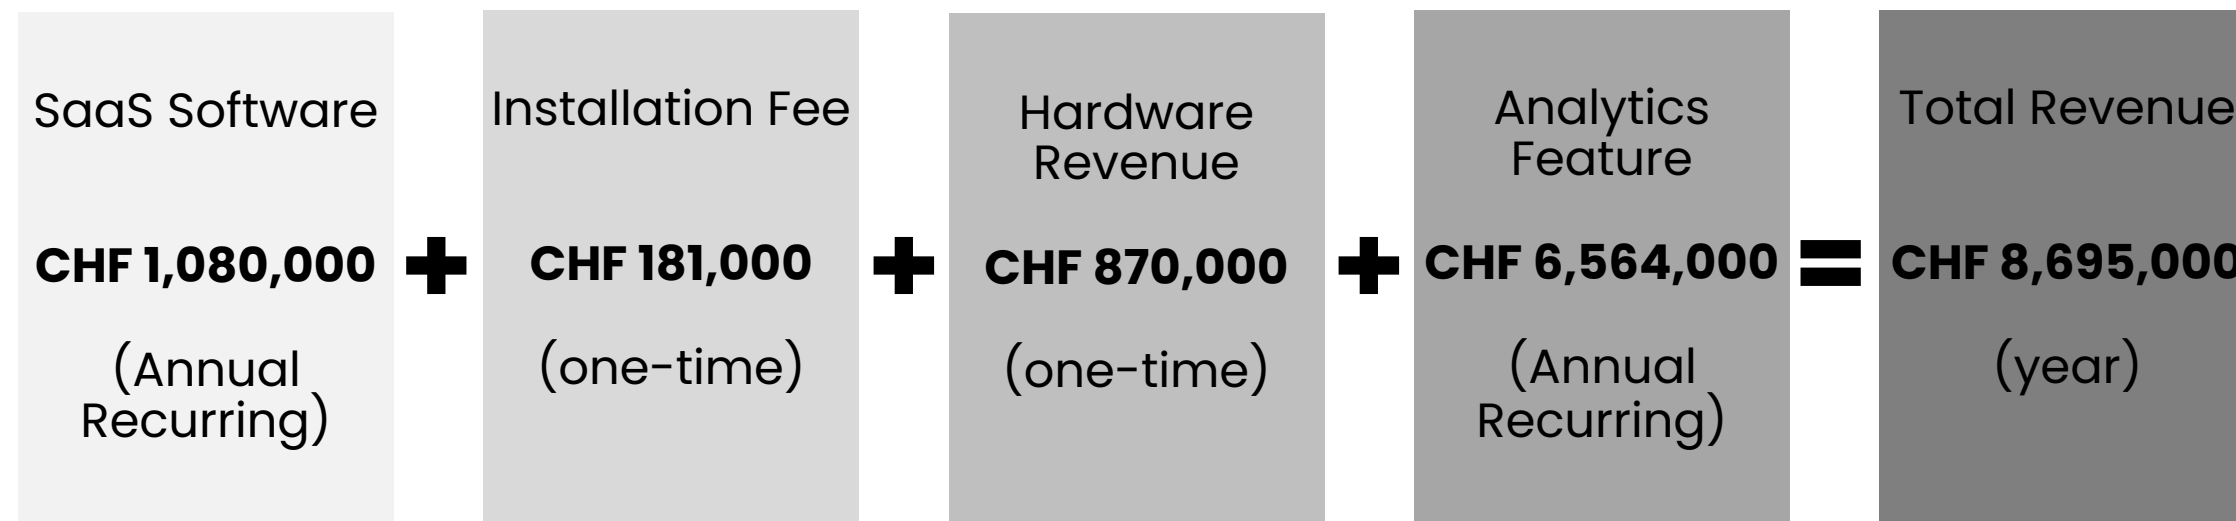 SaaS Software
CHF 1,080,000
(Annual
Recurring)
+
Installation Fee
CHF 181,000
(one-time)
+
Hardware
Revenue
CHF 870,000
(one-time)
+
Analytics
Feature
CHF 6,564,000
(Annual
Recurring)
=
Total Revenue
CHF 8,695,000
(year)